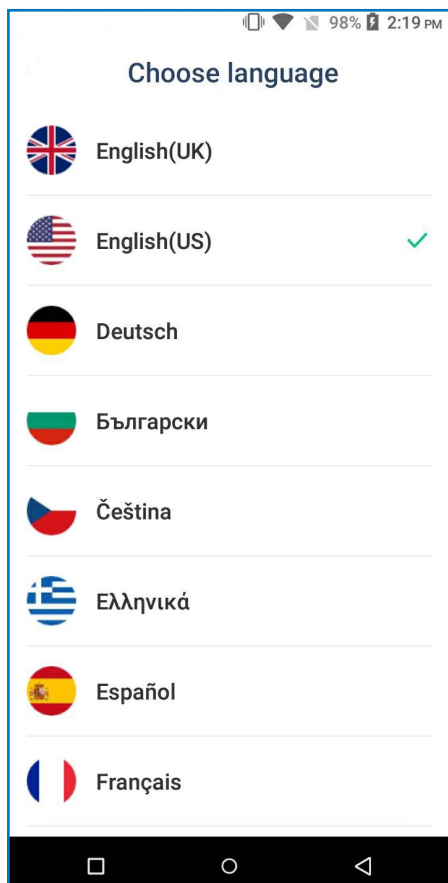 98% 2:19 PM
Choose language
English(UK)
English(US)
Deutsch
Български
Čeština
Ελληνικά
Español
Français